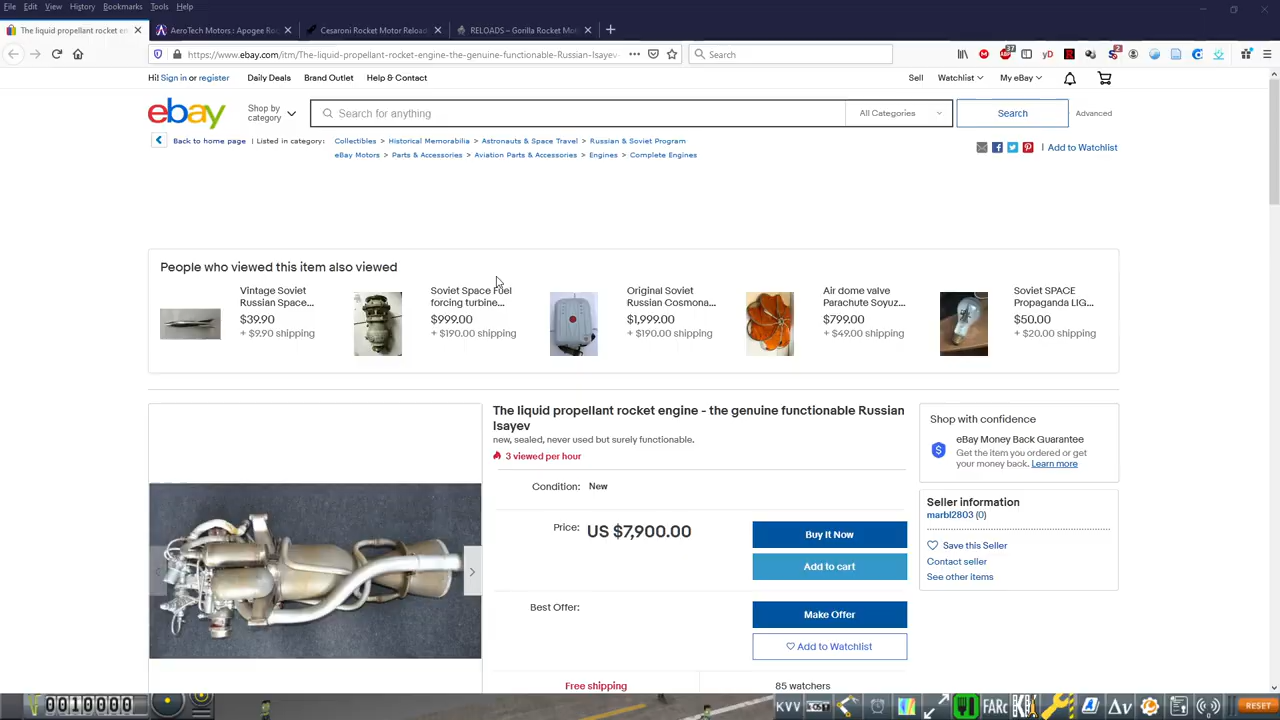 File Edit View History Bookmarks Tools Help
The liquid propellant rocket en
AeroTech Motors : Apogee Roc
Cesaroni Rocket Motor Reload
RELOADS – Gorilla Rocket Mot
https://www.ebay.com/itm/The-liquid-propellant-rocket-engine-the-genuine-functionable-Russian-Isayev-
Search
Hi! Sign in or register Daily Deals Brand Outlet Help & Contact Sell Watchlist My eBay
ebay Shop by category Search for anything All Categories Search Advanced
Back to home page | Listed in category: Collectibles > Historical Memorabilia > Astronauts & Space Travel > Russian & Soviet Program
eBay Motors > Parts & Accessories > Aviation Parts & Accessories > Engines > Complete Engines
| Add to Watchlist
People who viewed this item also viewed
Vintage Soviet
Russian Space...
$39.90
+ $9.90 shipping
Soviet Space Fuel
forcing turbine...
$999.00
+ $190.00 shipping
Original Soviet
Russian Cosmona...
$1,999.00
+ $190.00 shipping
Air dome valve
Parachute Soyuz...
$799.00
+ $49.00 shipping
Soviet SPACE
Propaganda LIG...
$50.00
+ $20.00 shipping
The liquid propellant rocket engine - the genuine functionable Russian
Isayev
new, sealed, never used but surely functionable.
3 viewed per hour
Condition: New
Price: US $7,900.00
Buy It Now
Add to cart
Best Offer:
Make Offer
Add to Watchlist
Free shipping
85 watchers
Shop with confidence
eBay Money Back Guarantee
Get the item you ordered or get
your money back. Learn more
Seller information
marbl2803 (0)
Save this Seller
Contact seller
See other items
0010000
KVV
FARc
Δv
RESET